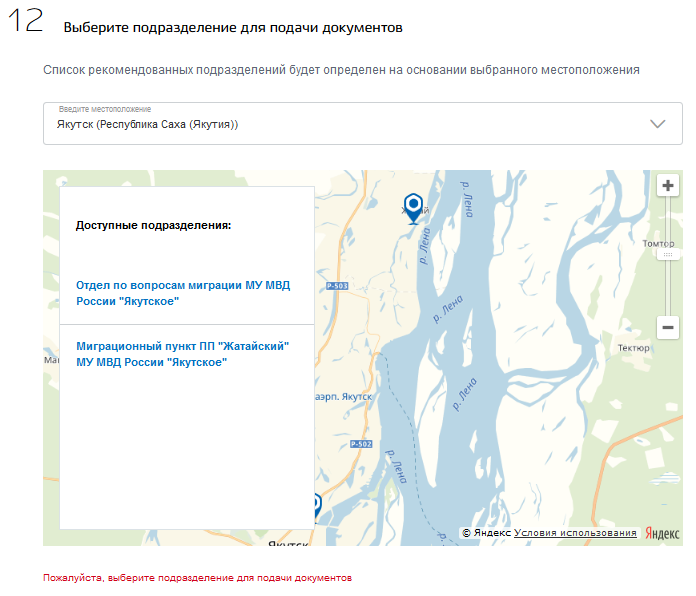 12 Выберите подразделение для подачи документов
Список рекомендованных подразделений будет определен на основании выбранного местоположения
Введите местоположение
Якутск (Республика Саха (Якутия))
Доступные подразделения:
Отдел по вопросам миграции МУ МВД
России "Якутское"
Миграционный пункт ПП "Жатайский"
МУ МВД России "Якутское"
р. Лена
р. Лена
Томтор
Р-503
р. Лена
Тектюр
р. Лена
аэрп. Якутск
Р-502
р. Лена
Якутск
© Яндекс Условия использования
Яндекс
Пожалуйста, выберите подразделение для подачи документов